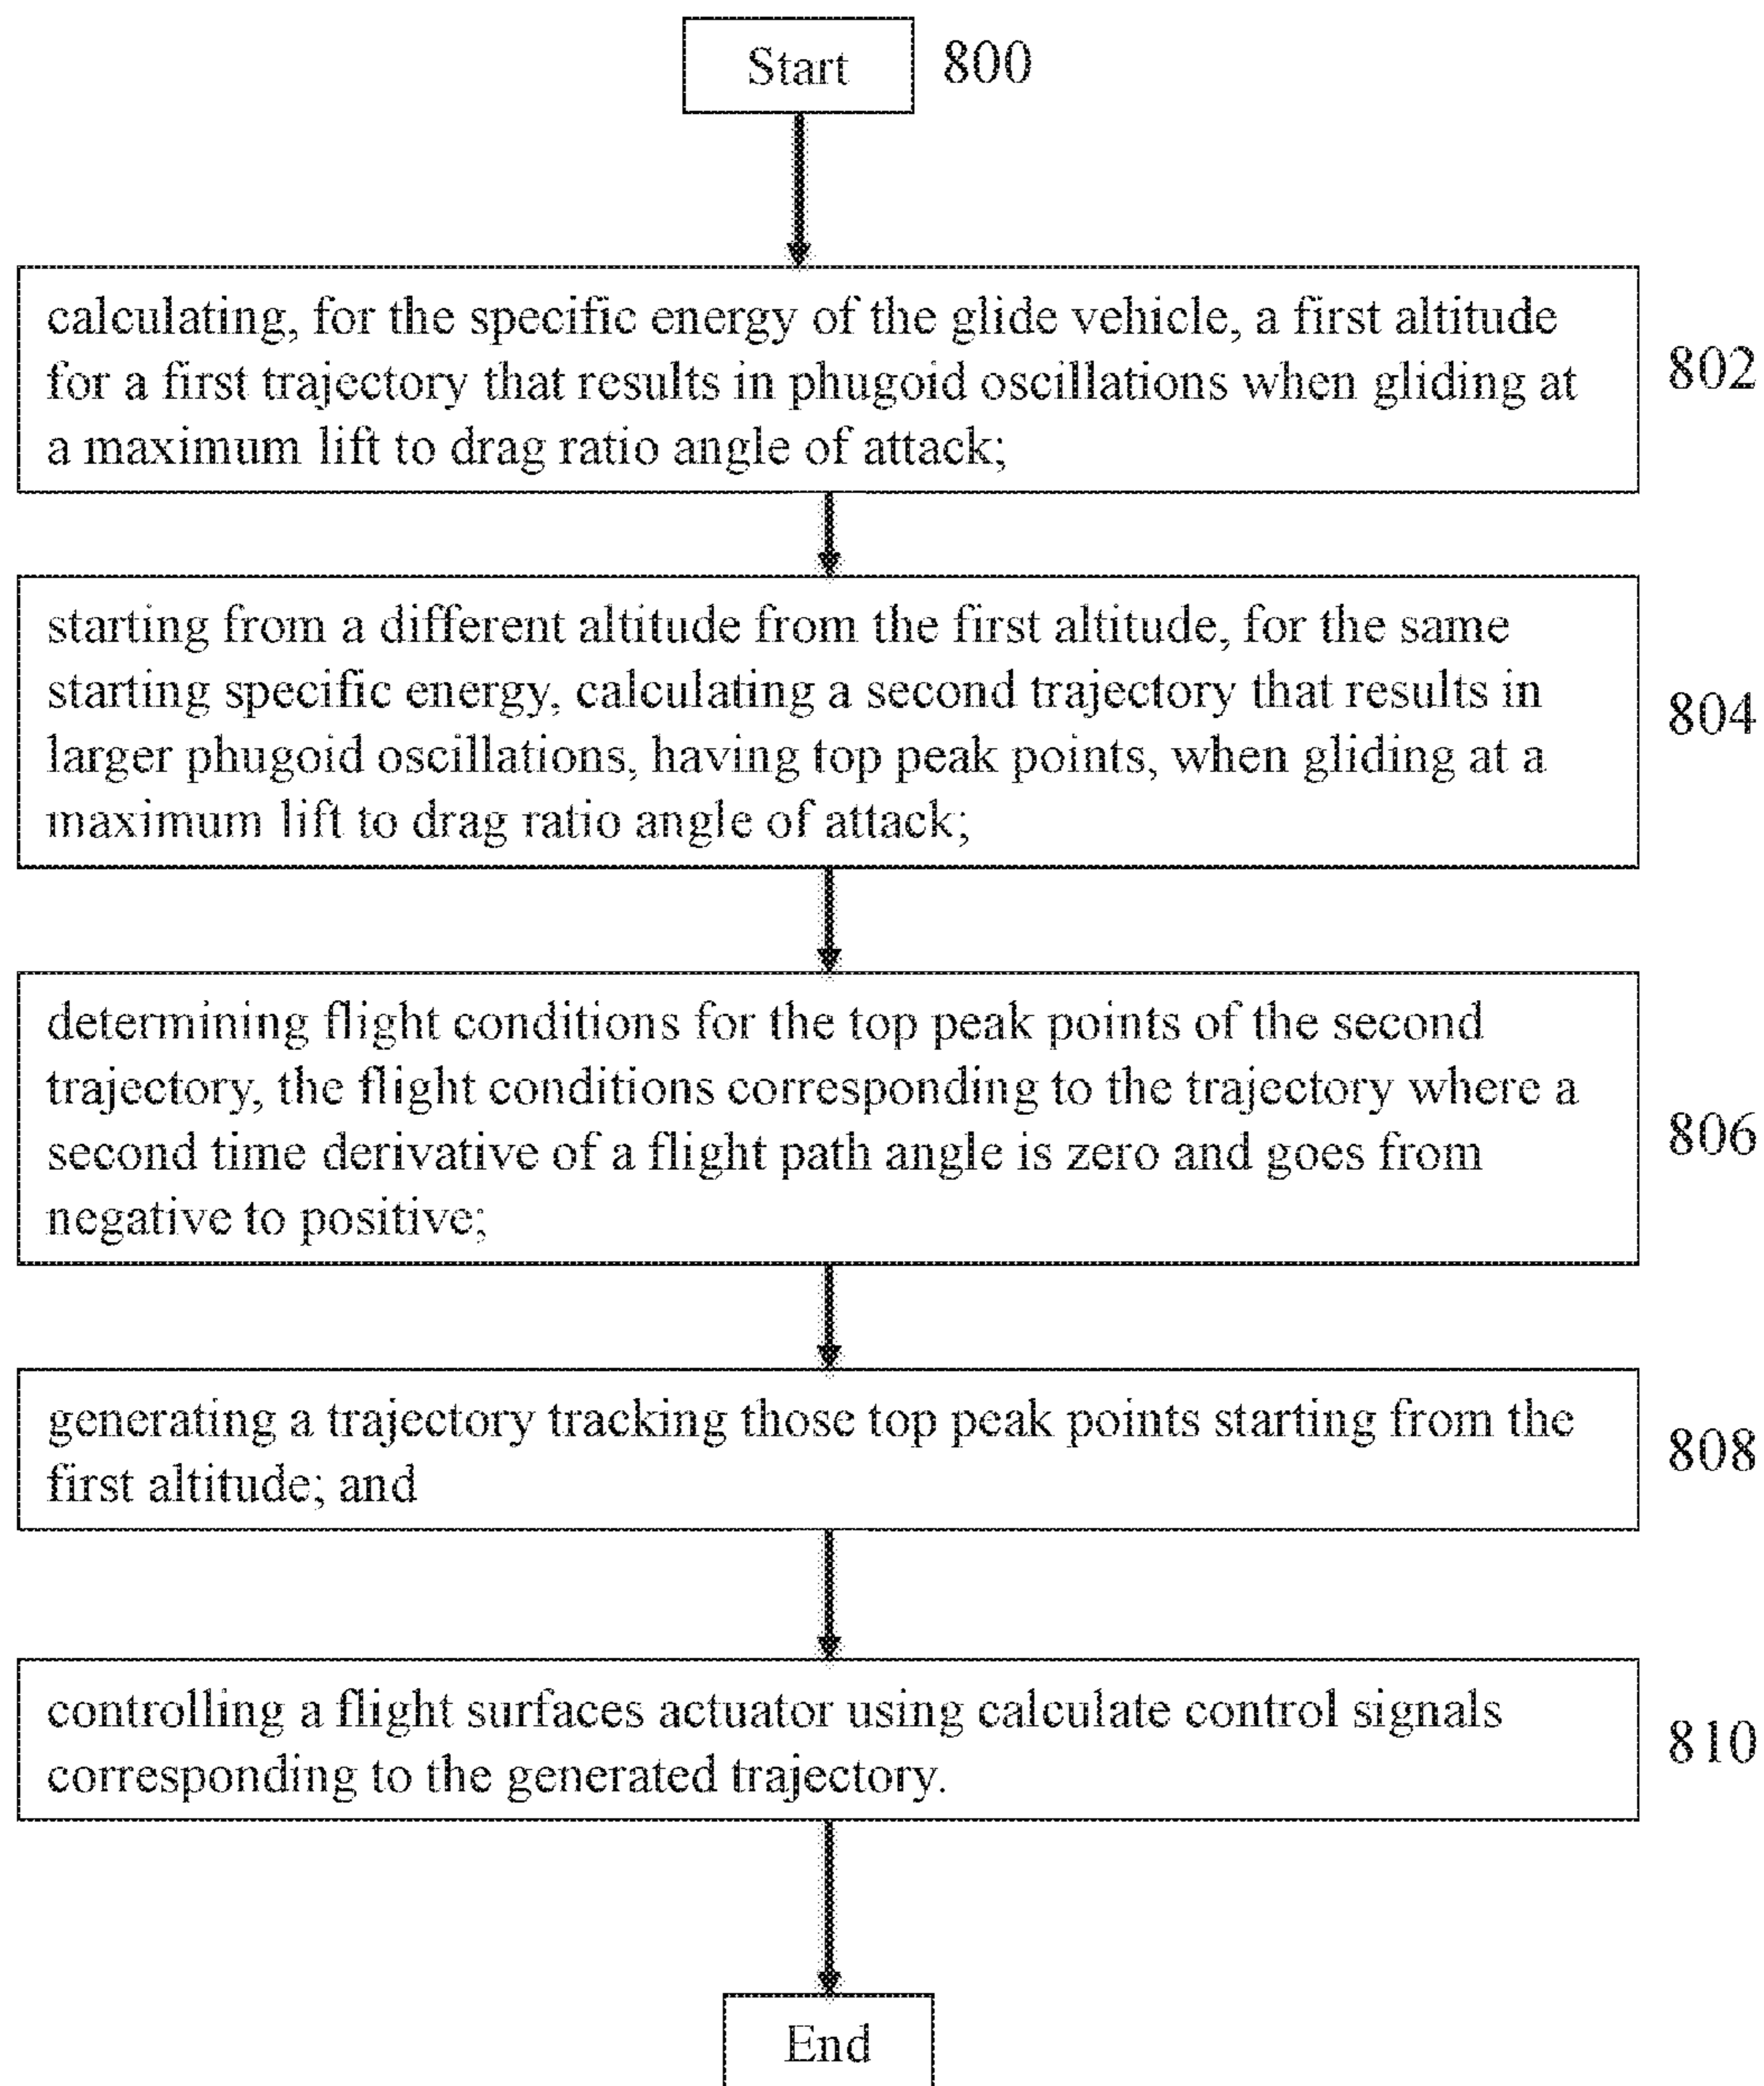 Start 800
calculating, for the specific energy of the glide vehicle, a first altitude
for a first trajectory that results in phugoid oscillations when gliding at
a maximum lift to drag ratio angle of attack;
802
starting from a different altitude from the first altitude, for the same
starting specific energy, calculating a second trajectory that results in
larger phugoid oscillations, having top peak points, when gliding at a
maximum lift to drag ratio angle of attack;
804
determining flight conditions for the top peak points of the second
trajectory, the flight conditions corresponding to the trajectory where a
second time derivative of a flight path angle is zero and goes from
negative to positive;
806
generating a trajectory tracking those top peak points starting from the
first altitude; and
808
controlling a flight surfaces actuator using calculate control signals
corresponding to the generated trajectory.
810
End